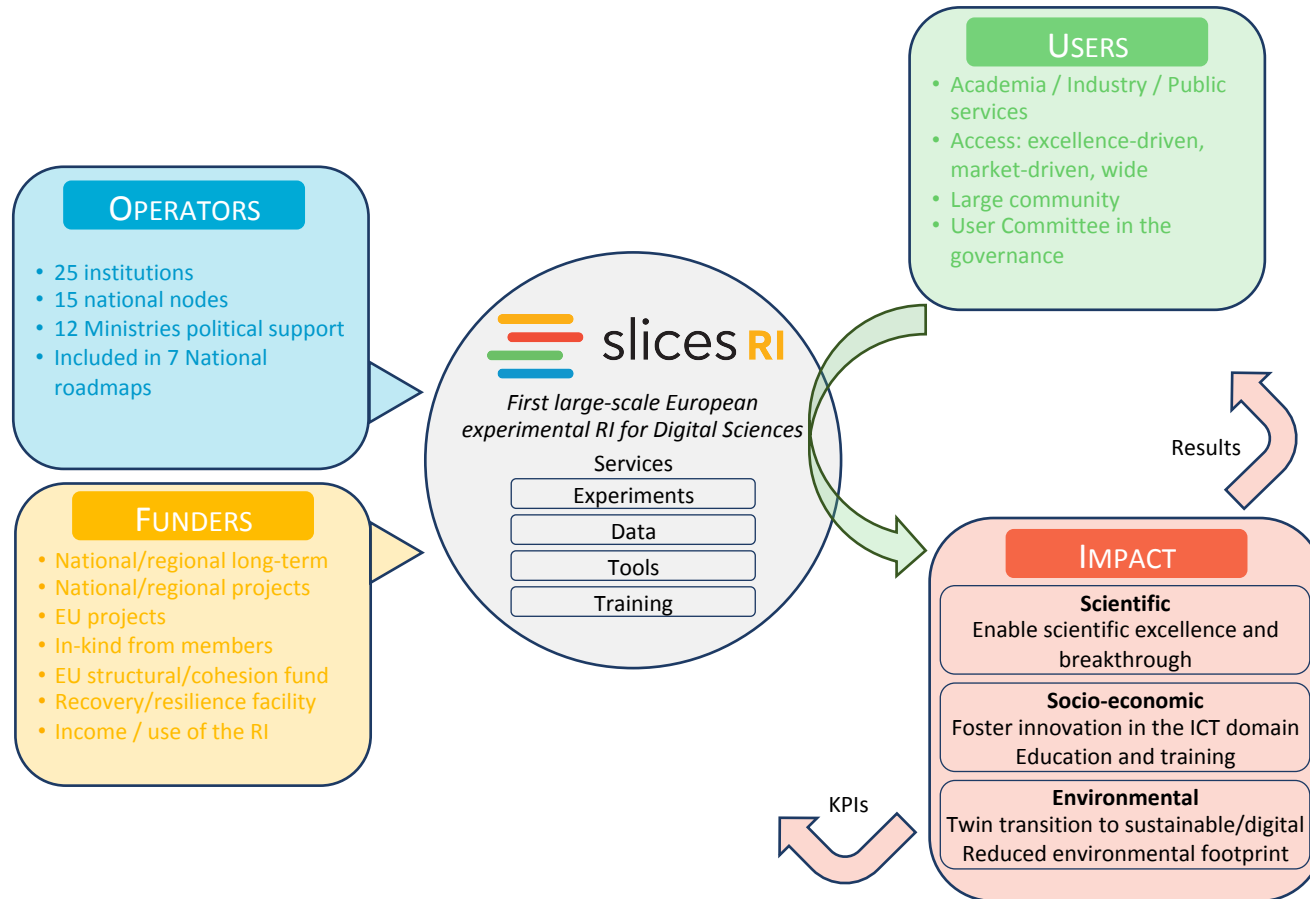 OPERATORS
• 25 institutions
• 15 national nodes
• 12 Ministries political support
• Included in 7 National
roadmaps
FUNDERS
• National/regional long-term
• National/regional projects
• EU projects
• In-kind from members
• EU structural/cohesion fund
• Recovery/resilience facility
• Income / use of the RI
slices RI
First large-scale European
experimental RI for Digital Sciences
Services
Experiments
Data
Tools
Training
USERS
• Academia / Industry / Public
services
• Access: excellence-driven,
market-driven, wide
• Large community
• User Committee in the
governance
Results
IMPACT
Scientific
Enable scientific excellence and
breakthrough
Socio-economic
Foster innovation in the ICT domain
Education and training
Environmental
Twin transition to sustainable/digital
Reduced environmental footprint
KPIs